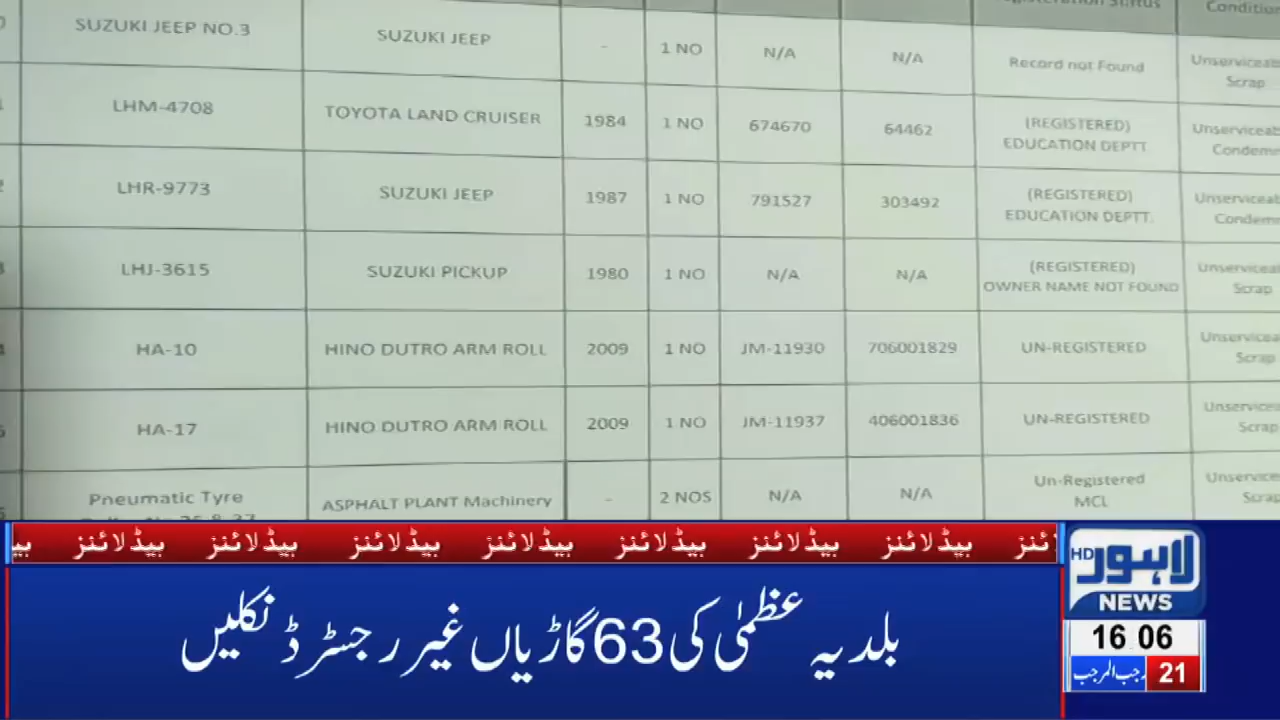 SUZUKI JEEP NO.3 SUZUKI JEEP - 1 NO N/A N/A Record not Found Scrap
LHM-4708 TOYOTA LAND CRUISER 1984 1 NO 674670 64462 (REGISTERED) EDUCATION DEPTT.
LHR-9773 SUZUKI JEEP 1987 1 NO 791527 303492 (REGISTERED) EDUCATION DEPTT.
LHJ-3615 SUZUKI PICKUP 1980 1 NO N/A N/A (REGISTERED) OWNER NAME NOT FOUND Scrap
HA-10 HINO DUTRO ARM ROLL 2009 1 NO JM-11930 706001829 UN-REGISTERED Scrap
HA-17 HINO DUTRO ARM ROLL 2009 1 NO JM-11937 406001836 UN-REGISTERED Scrap
Pneumatic Tyre ASPHALT PLANT Machinery - 2 NOS N/A N/A Un-Registered MCL
ہیڈلائنز ہیڈلائنز ہیڈلائنز ہیڈلائنز ہیڈلائنز ہیڈلائنز ہیڈلائنز
بلدیہ عظمیٰ کی 63 گاڑیاں غیر رجسٹرڈ نکلیں
لاہور HD
NEWS
16 06
21 رجب المرجب